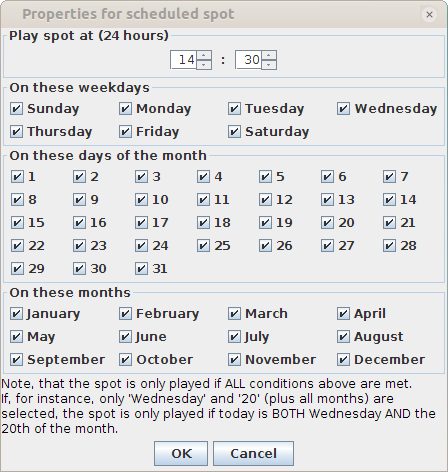 Properties for scheduled spot
Play spot at (24 hours)
14 : 30
On these weekdays
Sunday Monday Tuesday Wednesday
Thursday Friday Saturday
On these days of the month
1 2 3 4 5 6 7
8 9 10 11 12 13 14
15 16 17 18 19 20 21
22 23 24 25 26 27 28
29 30 31
On these months
January February March April
May June July August
September October November December
Note, that the spot is only played if ALL conditions above are met.
If, for instance, only 'Wednesday' and '20' (plus all months) are
selected, the spot is only played if today is BOTH Wednesday AND the
20th of the month.
OK Cancel